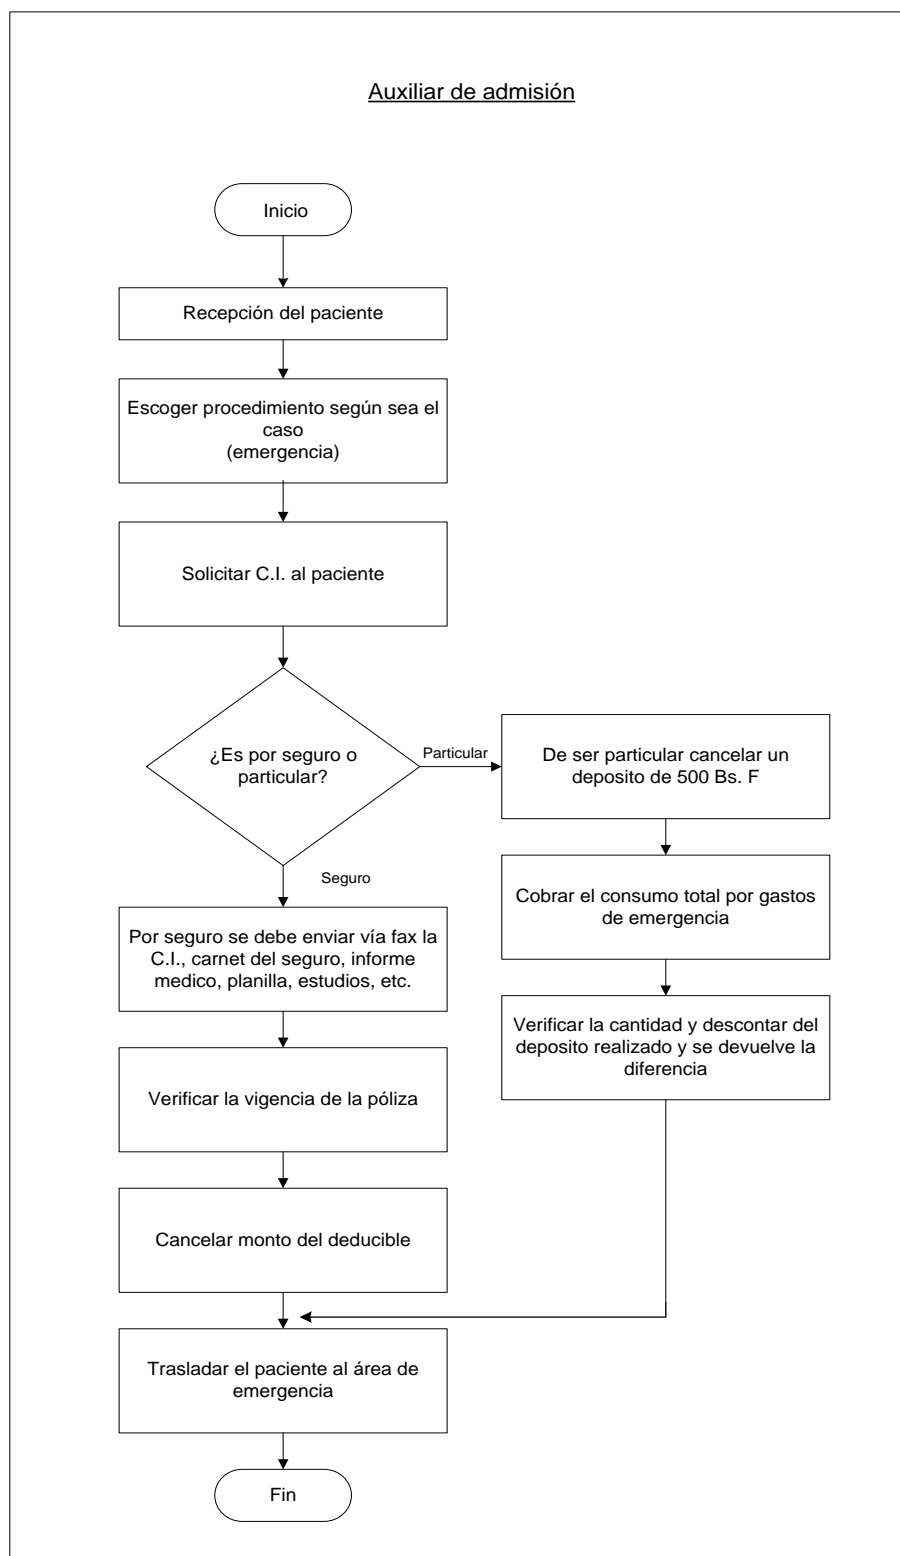 Auxiliar de admisión
Inicio
Recepción del paciente
Escoger procedimiento según sea el
caso
(emergencia)
Solicitar C.I. al paciente
¿Es por seguro o
particular?
Particular
De ser particular cancelar un
deposito de 500 Bs. F
Cobrar el consumo total por gastos
de emergencia
Verificar la cantidad y descontar del
deposito realizado y se devuelve la
diferencia
Seguro
Por seguro se debe enviar vía fax la
C.I., carnet del seguro, informe
medico, planilla, estudios, etc.
Verificar la vigencia de la póliza
Cancelar monto del deducible
Trasladar el paciente al área de
emergencia
Fin